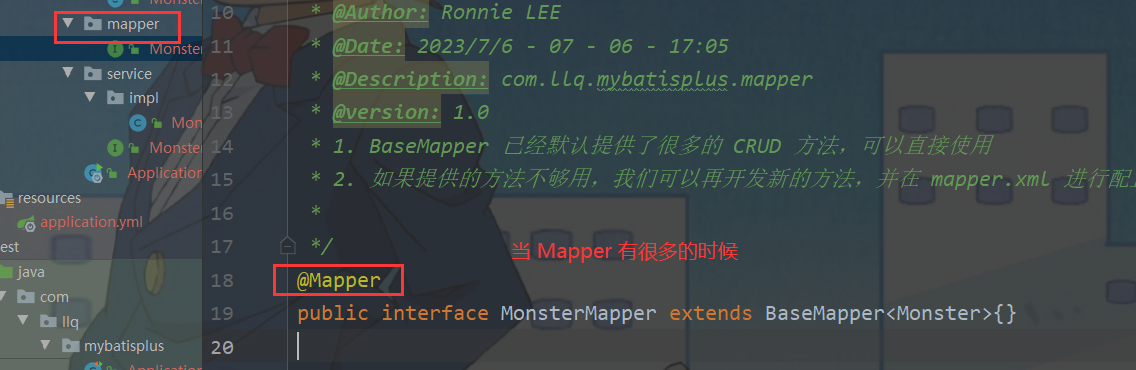 Monster
mapper
Monster
service
impl
Mon
Monster
Application
resources
application.yml
est
java
com
llq
mybatisplus
Application
10 * @Author: Ronnie LEE
11 * @Date: 2023/7/6 - 07 - 06 - 17:05
12 * @Description: com.llq.mybatisplus.mapper
13 * @version: 1.0
14 * 1. BaseMapper 已经默认提供了很多的 CRUD 方法，可以直接使用
15 * 2. 如果提供的方法不够用，我们可以再开发新的方法，并在 mapper.xml 进行配
16 *
17 */
当 Mapper 有很多的时候
18 @Mapper
19 public interface MonsterMapper extends BaseMapper<Monster>{}
20